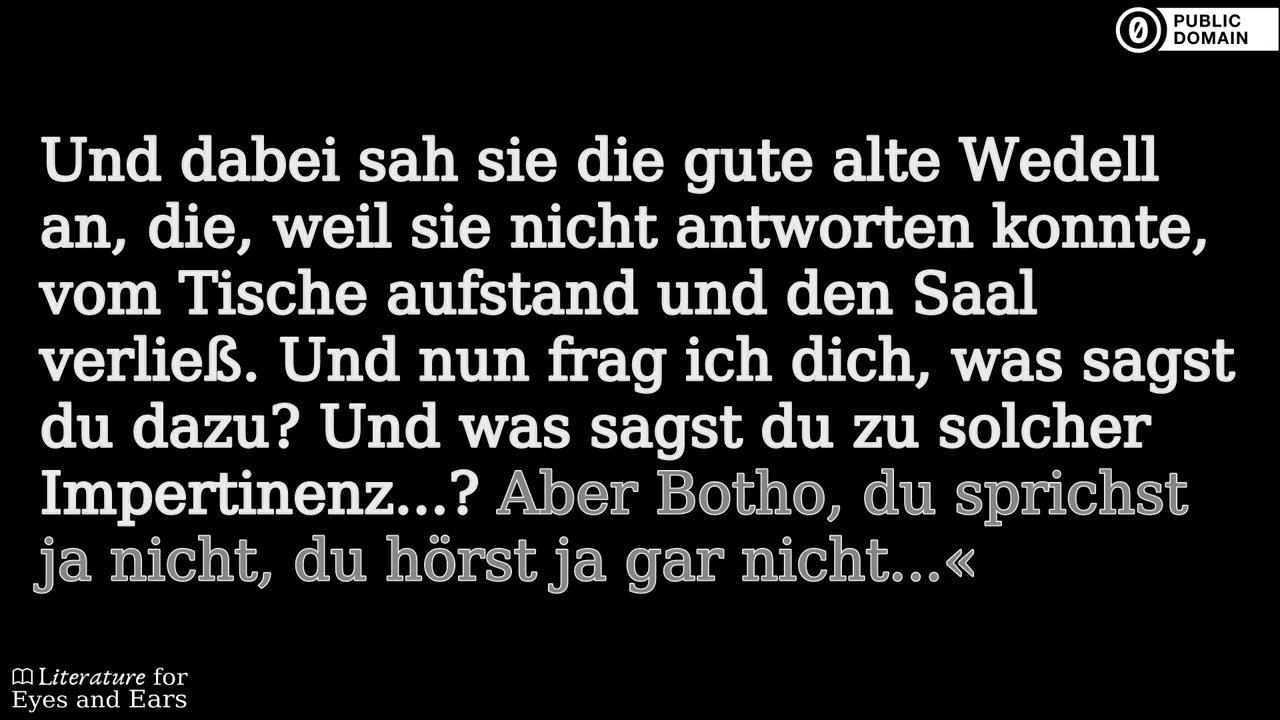 PUBLIC
DOMAIN
Und dabei sah sie die gute alte Wedell
an, die, weil sie nicht antworten konnte,
vom Tische aufstand und den Saal
verließ. Und nun frag ich dich, was sagst
du dazu? Und was sagst du zu solcher
Impertinenz...? Aber Botho, du sprichst
ja nicht, du hörst ja gar nicht...«
Literature for
Eyes and Ears